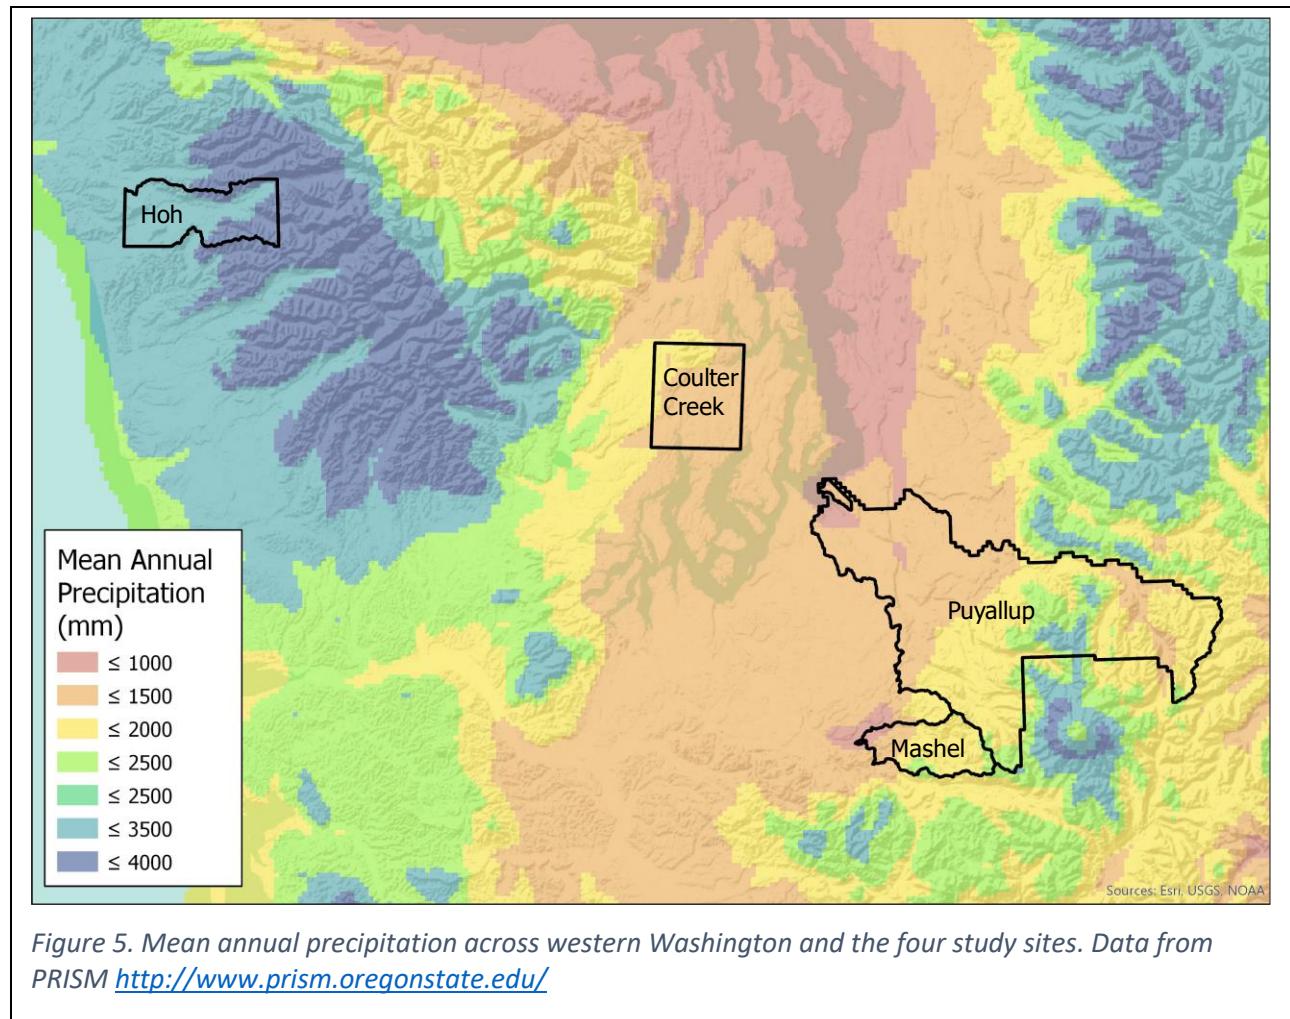 Hoh
Coulter
Creek
Puyallup
Mashel
Mean Annual
Precipitation
(mm)
≤ 1000
≤ 1500
≤ 2000
≤ 2500
≤ 2500
≤ 3500
≤ 4000
Sources: Esri, USGS, NOAA
Figure 5. Mean annual precipitation across western Washington and the four study sites. Data from
PRISM http://www.prism.oregonstate.edu/